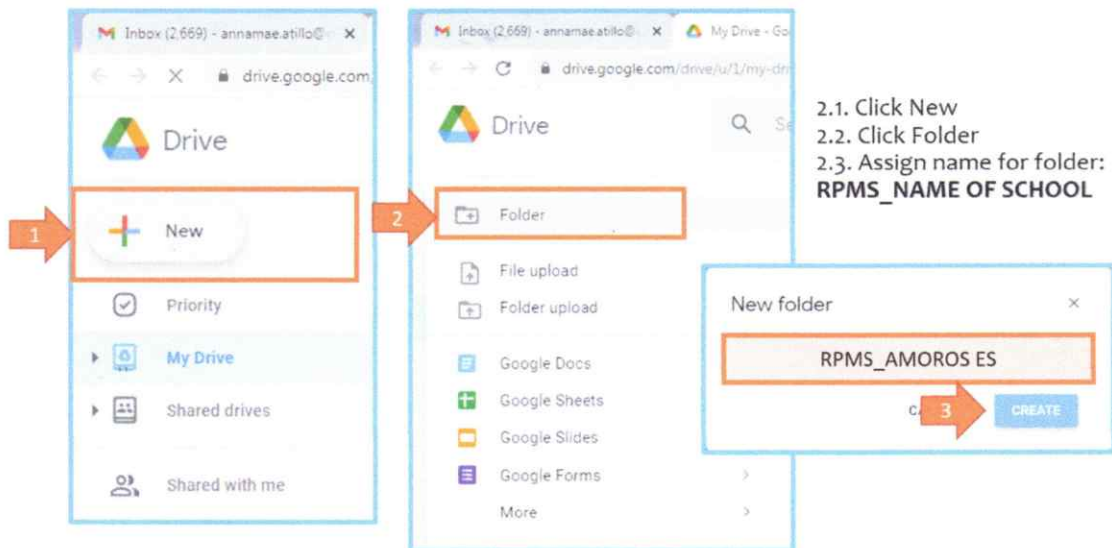 Inbox (2,669) - annamae.atillo@
drive.google.com
Drive
1
New
Priority
My Drive
Shared drives
Shared with me
Inbox (2,669) - annamae.atillo@
My Drive - Go
drive.google.com/drive/u/1/my-dri
Drive
2
Folder
File upload
Folder upload
Google Docs
Google Sheets
Google Slides
Google Forms
More
2.1. Click New
2.2. Click Folder
2.3. Assign name for folder:
RPMS_NAME OF SCHOOL
New folder
RPMS_AMOROS ES
3
CREATE